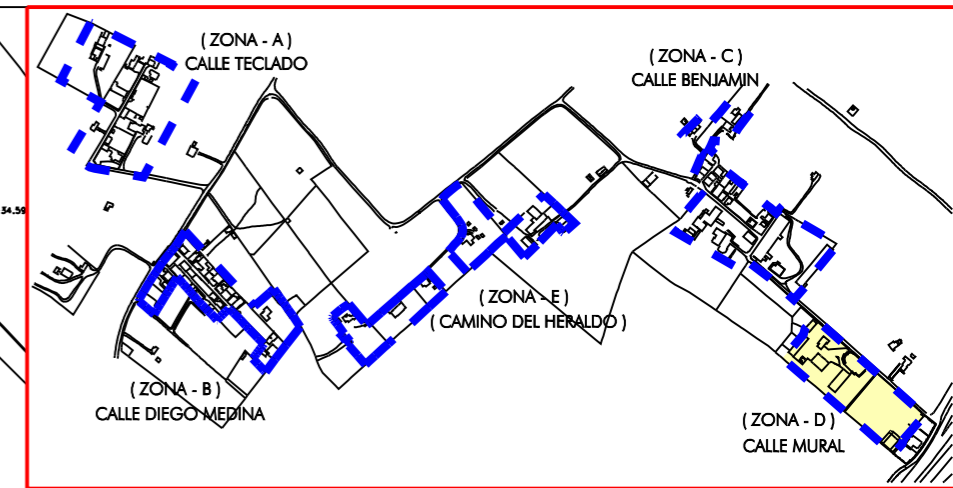 ( ZONA - A )
CALLE TECLADO
( ZONA - C )
CALLE BENJAMIN
34.59
( ZONA - E )
( CAMINO DEL HERALDO )
( ZONA - B )
CALLE DIEGO MEDINA
( ZONA - D )
CALLE MURAL